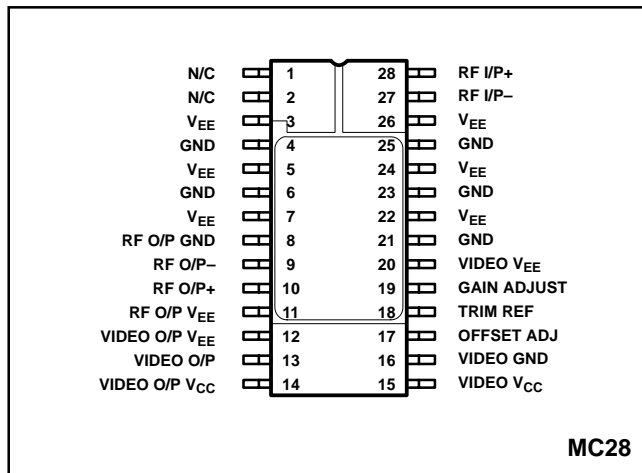 N/C 1 28 RF I/P+
N/C 2 27 RF I/P–
VEE 3 26 VEE
GND 4 25 GND
VEE 5 24 VEE
GND 6 23 GND
VEE 7 22 VEE
RF O/P GND 8 21 GND
RF O/P– 9 20 VIDEO VEE
RF O/P+ 10 19 GAIN ADJUST
RF O/P VEE 11 18 TRIM REF
VIDEO O/P VEE 12 17 OFFSET ADJ
VIDEO O/P 13 16 VIDEO GND
VIDEO O/P VCC 14 15 VIDEO VCC
MC28